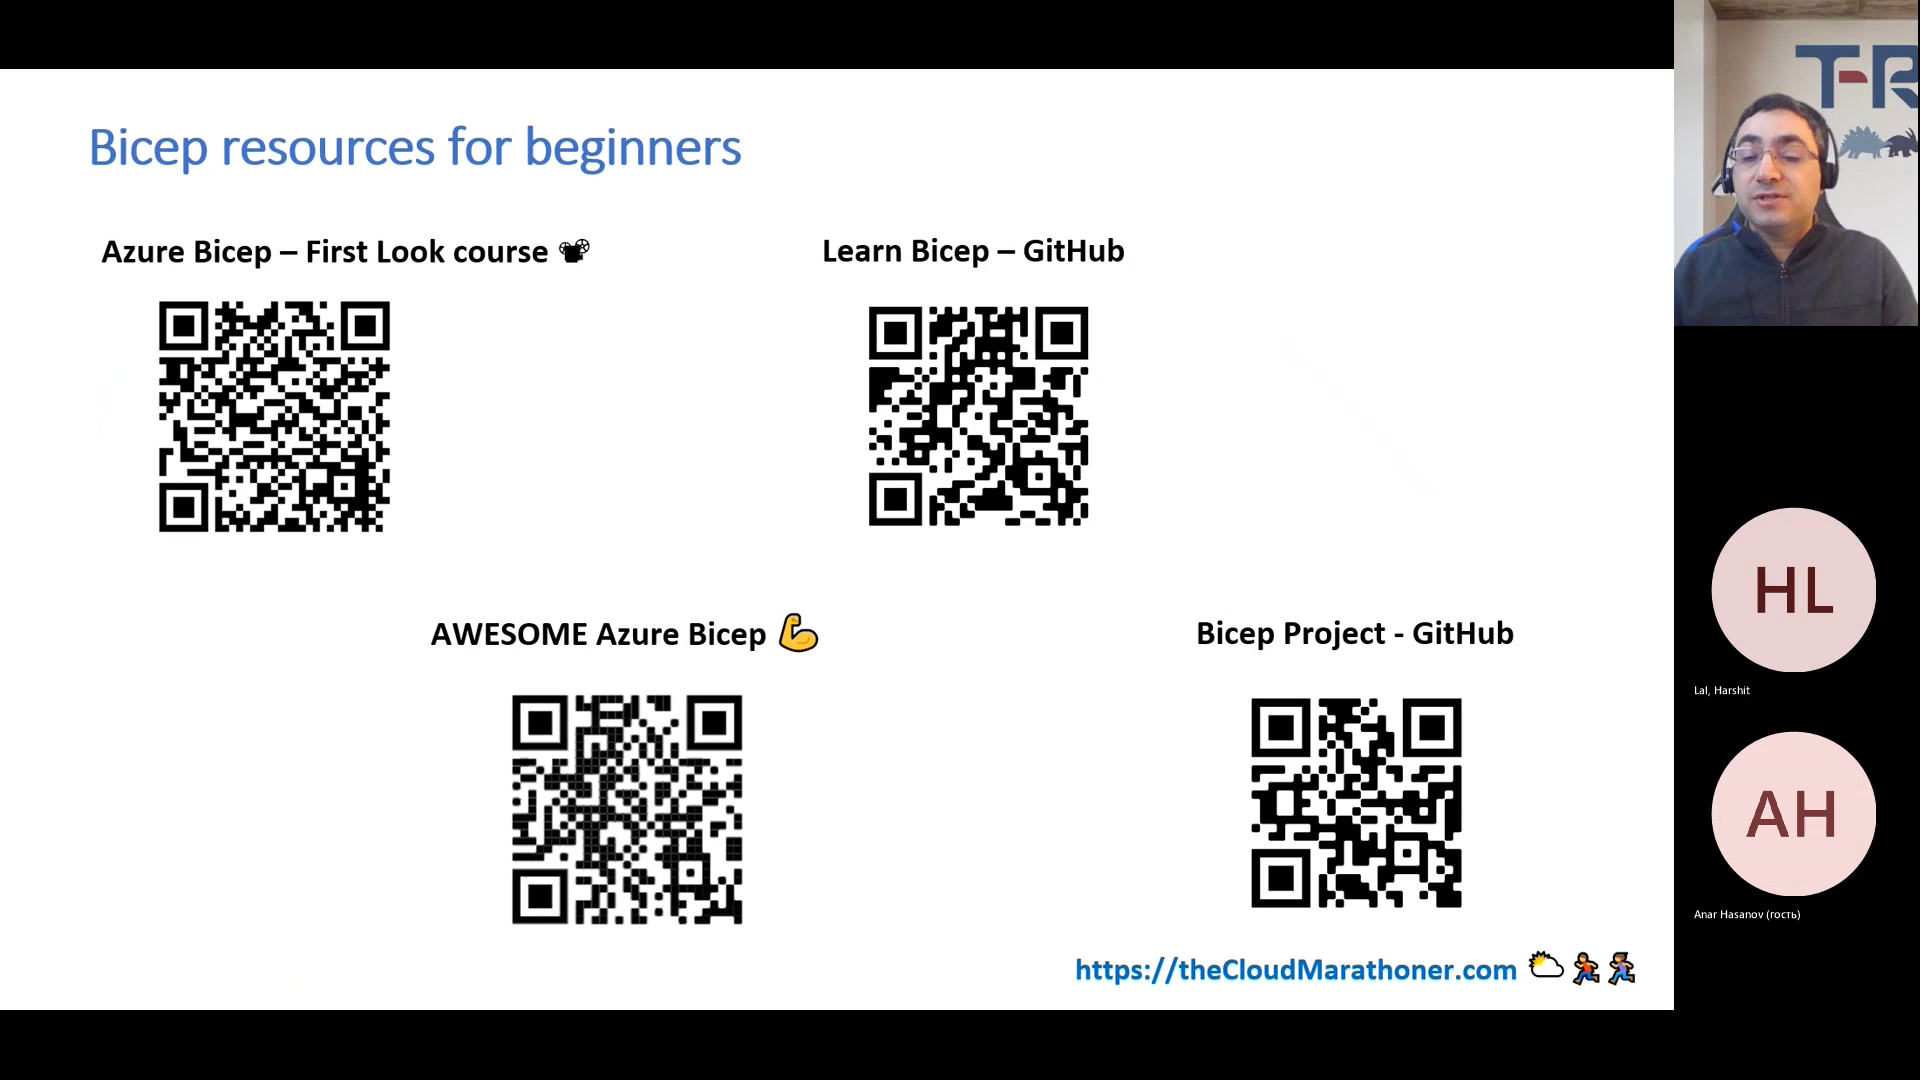 Bicep resources for beginners
Azure Bicep – First Look course
Learn Bicep – GitHub
AWESOME Azure Bicep
Bicep Project - GitHub
https://theCloudMarathoner.com
HL
Lal, Harshit
AH
Anar Hasanov (гость)